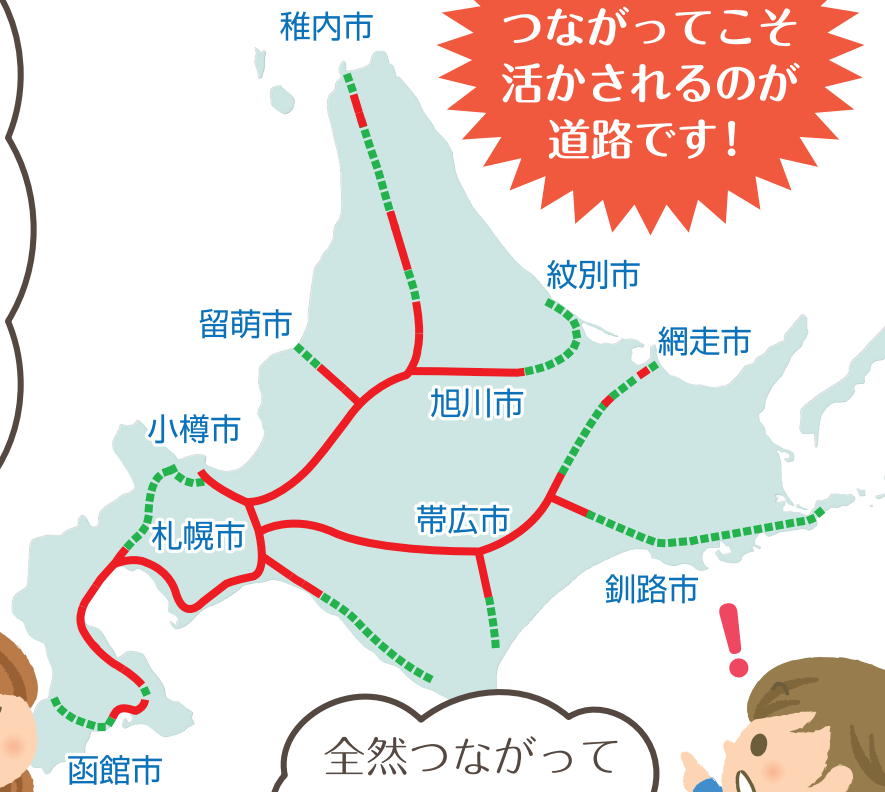 稚内市
つながってこそ
活かされるのが
道路です!
紋別市
留萌市
網走市
旭川市
小樽市
札幌市
帯広市
釧路市
函館市
全然つながって